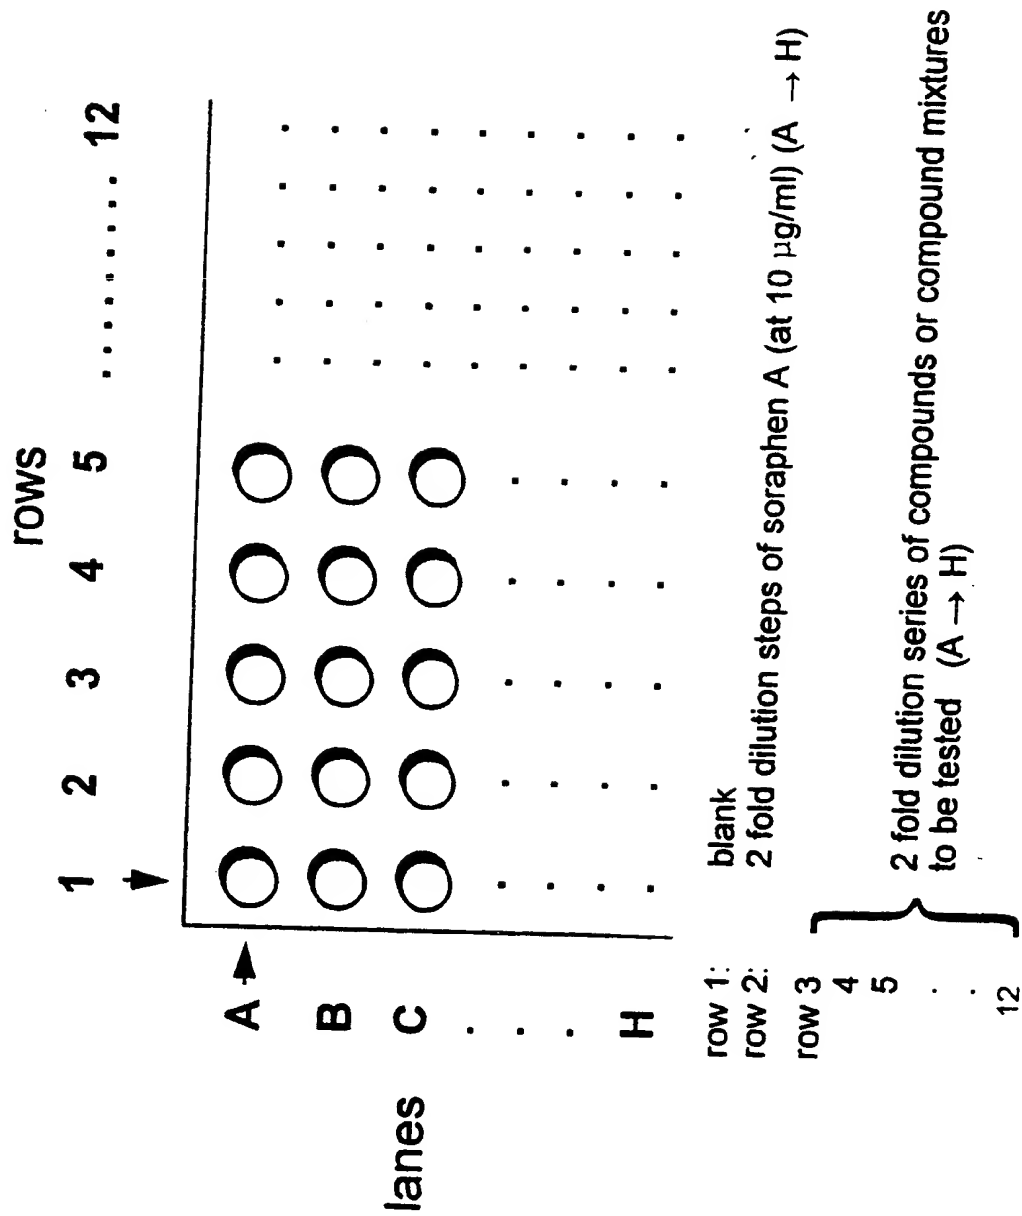 rows
1 2 3 4 5 ......... 12
lanes
A
B
C
.
.
.
H
row 1: blank
row 2: 2 fold dilution steps of soraphen A (at 10 µg/ml) (A → H)
row 3
4
5
.
.
12
2 fold dilution series of compounds or compound mixtures
to be tested (A → H)